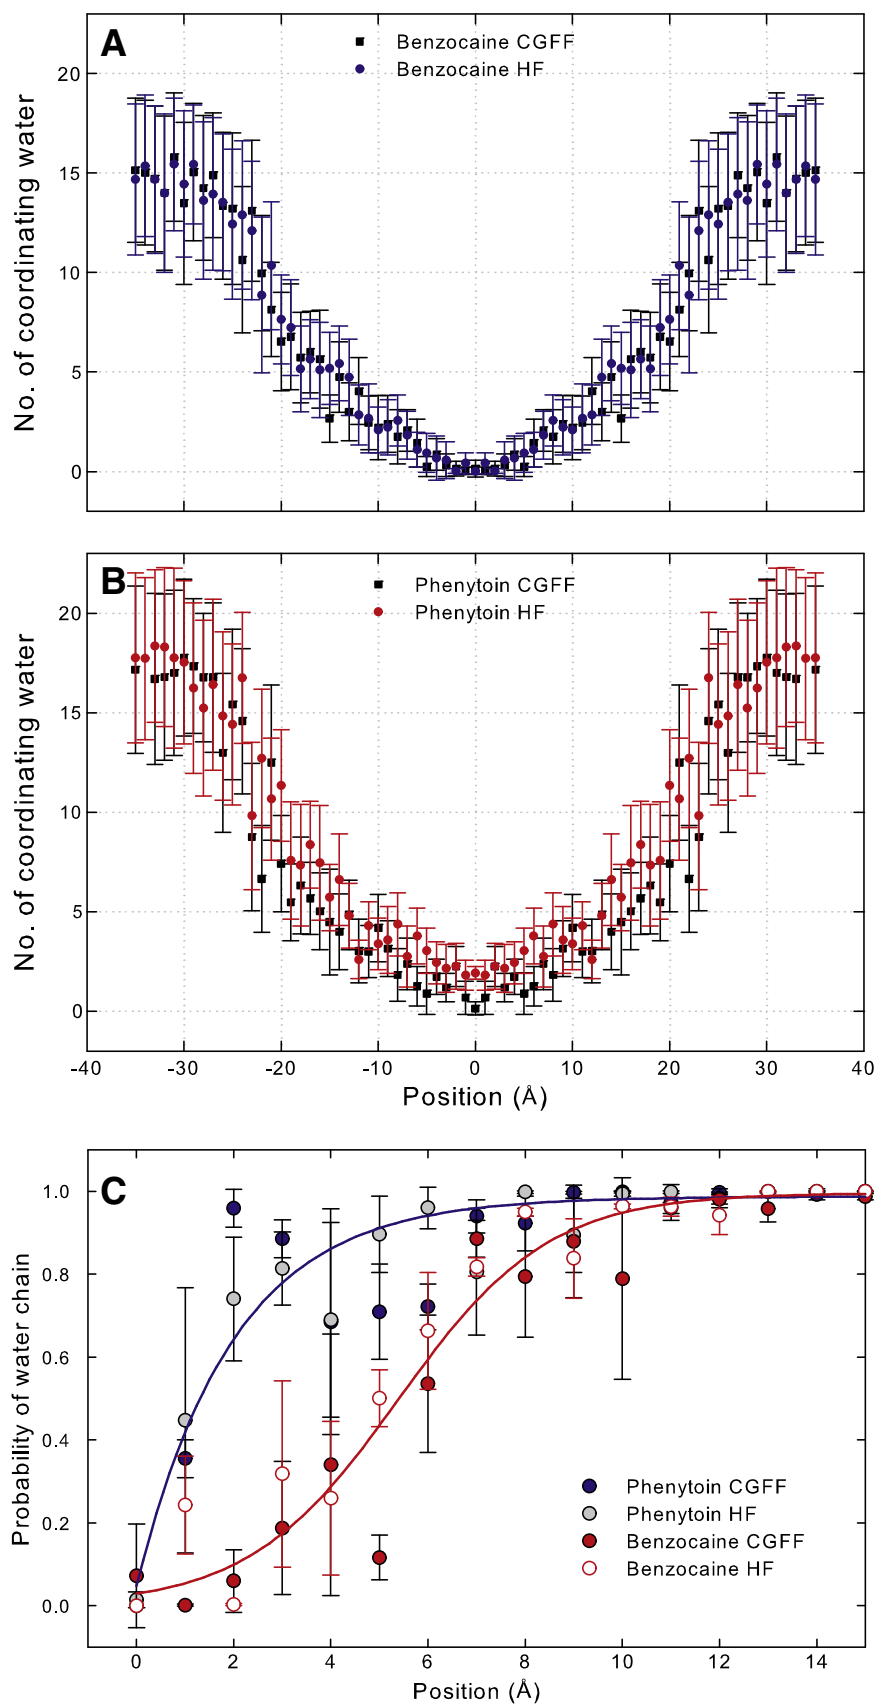 A
Benzocaine CGFF
Benzocaine HF
No. of coordinating water
20
15
10
5
0
B
Phenytoin CGFF
Phenytoin HF
No. of coordinating water
20
15
10
5
0
-40 -30 -20 -10 0 10 20 30 40
Position (Å)
C
Probability of water chain
1.0
0.8
0.6
0.4
0.2
0.0
Phenytoin CGFF
Phenytoin HF
Benzocaine CGFF
Benzocaine HF
0 2 4 6 8 10 12 14
Position (Å)